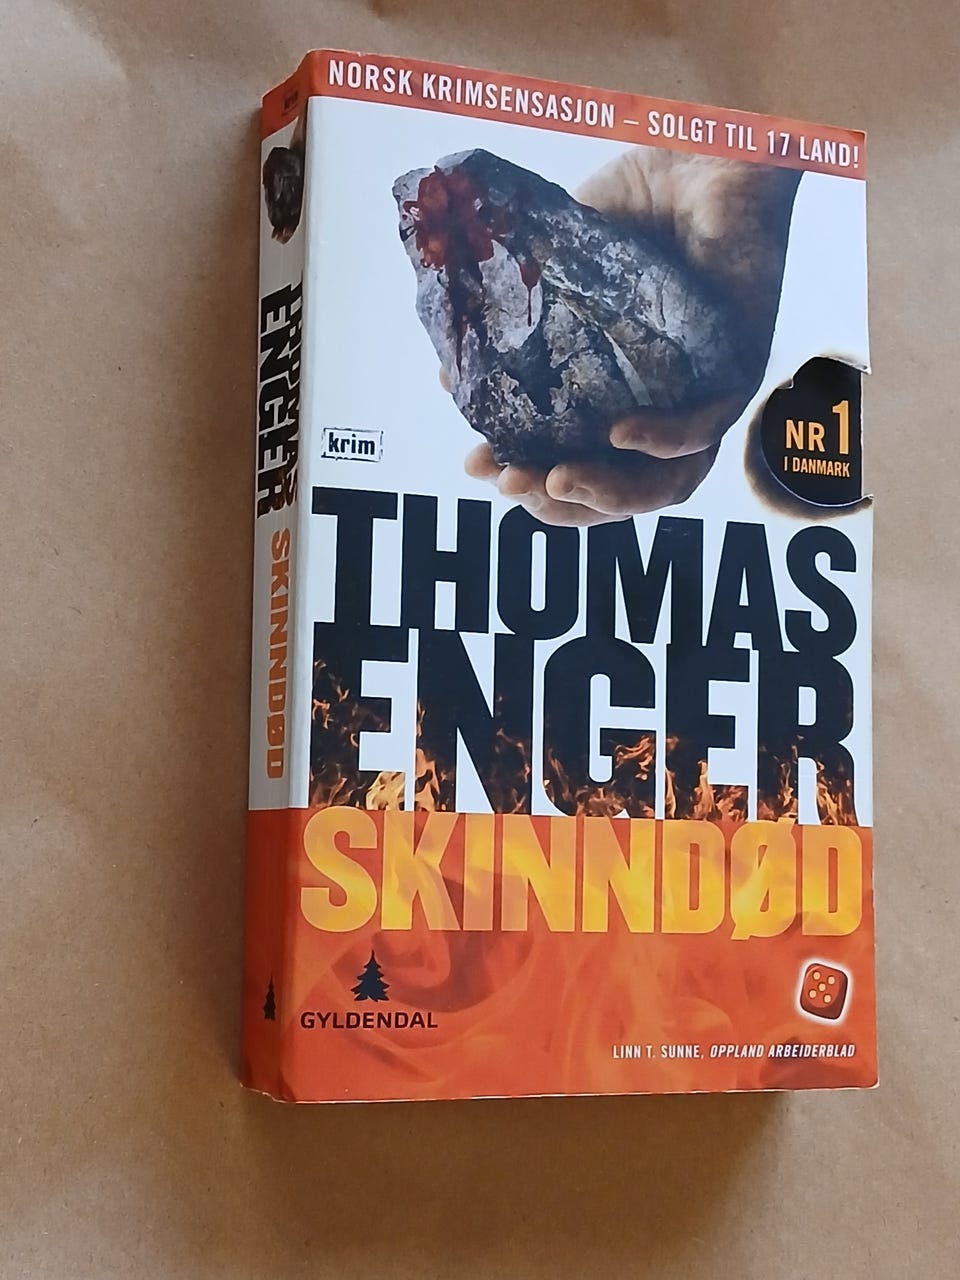 NORSK KRIMSENSASJON – SOLGT TIL 17 LAND!
krim
NR 1
I DANMARK
krim
THOMAS
ENGER
SKINNDØD
GYLDENDAL
LINN T. SUNNE, OPPLAND ARBEIDERBLAD
THOMAS
ENGER
SKINNDØD